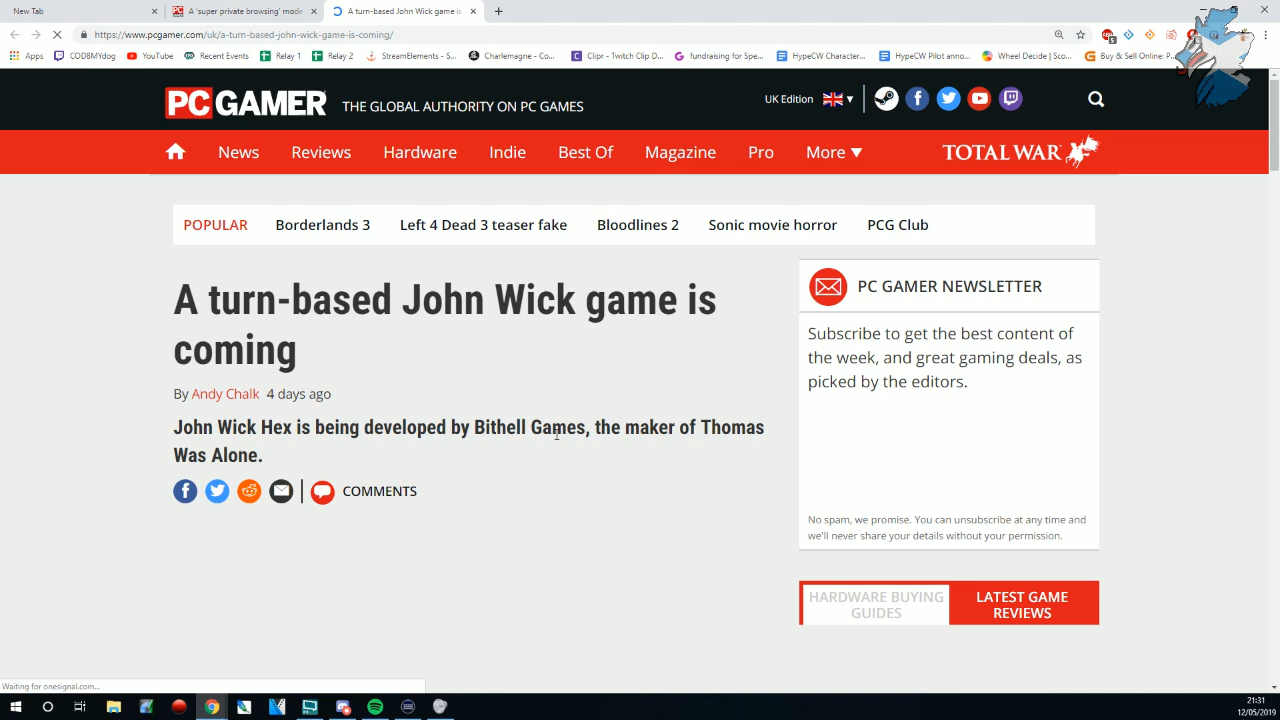 New Tab
A 'super private browsing' mode
A turn-based John Wick game is
https://www.pcgamer.com/uk/a-turn-based-john-wick-game-is-coming/
Apps
COD8MYdog
YouTube
Recent Events
Relay 1
Relay 2
StreamElements - S...
Charlemagne - Co...
Clipr - Twitch Clip D...
fundraising for Spe...
HypeCW Character...
HypeCW Pilot anno...
Wheel Decide | Sco...
Buy & Sell Online: P...
PC GAMER THE GLOBAL AUTHORITY ON PC GAMES
UK Edition
News Reviews Hardware Indie Best Of Magazine Pro More
TOTAL WAR
POPULAR Borderlands 3 Left 4 Dead 3 teaser fake Bloodlines 2 Sonic movie horror PCG Club
A turn-based John Wick game is
coming
By Andy Chalk 4 days ago
John Wick Hex is being developed by Bithell Games, the maker of Thomas
Was Alone.
COMMENTS
PC GAMER NEWSLETTER
Subscribe to get the best content of
the week, and great gaming deals, as
picked by the editors.
No spam, we promise. You can unsubscribe at any time and
we'll never share your details without your permission.
HARDWARE BUYING
GUIDES
LATEST GAME
REVIEWS
Waiting for onesignal.com...
21:31
12/05/2019